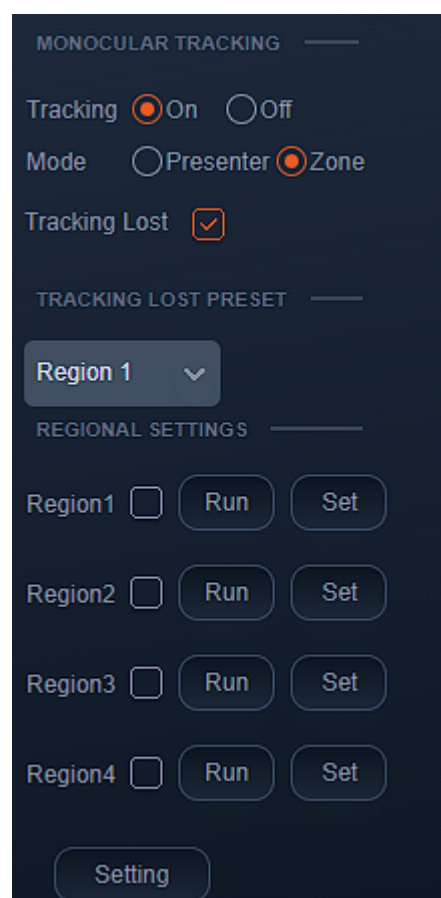 MONOCULAR TRACKING
Tracking On Off
Mode Presenter Zone
Tracking Lost
TRACKING LOST PRESET
Region 1
REGIONAL SETTINGS
Region1 Run Set
Region2 Run Set
Region3 Run Set
Region4 Run Set
Setting